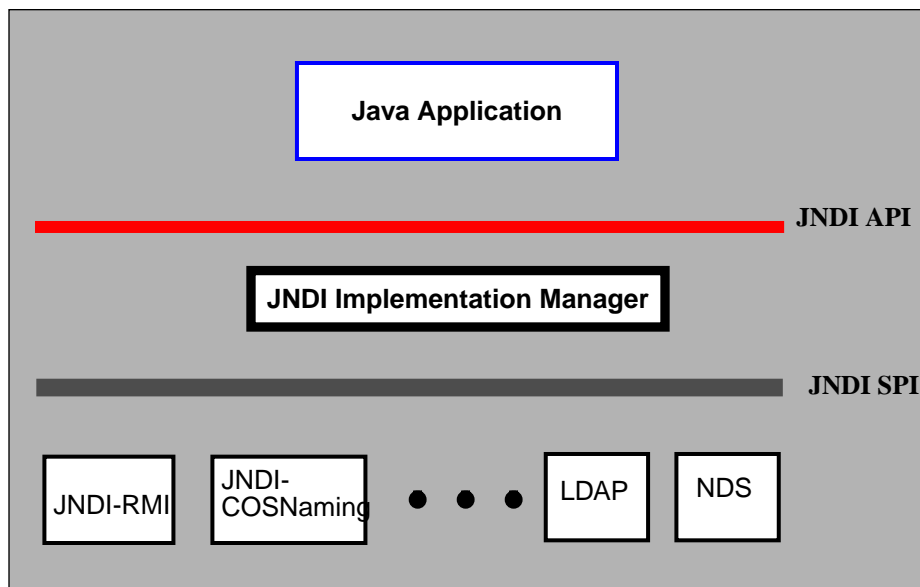 Java Application
JNDI API
JNDI Implementation Manager
JNDI SPI
JNDI-RMI
JNDI-
COSNaming
LDAP
NDS